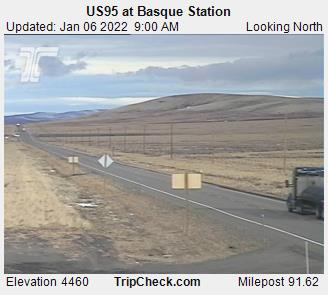 US95 at Basque Station
Updated: Jan 06 2022 9:00 AM Looking North
Elevation 4460 TripCheck.com Milepost 91.62